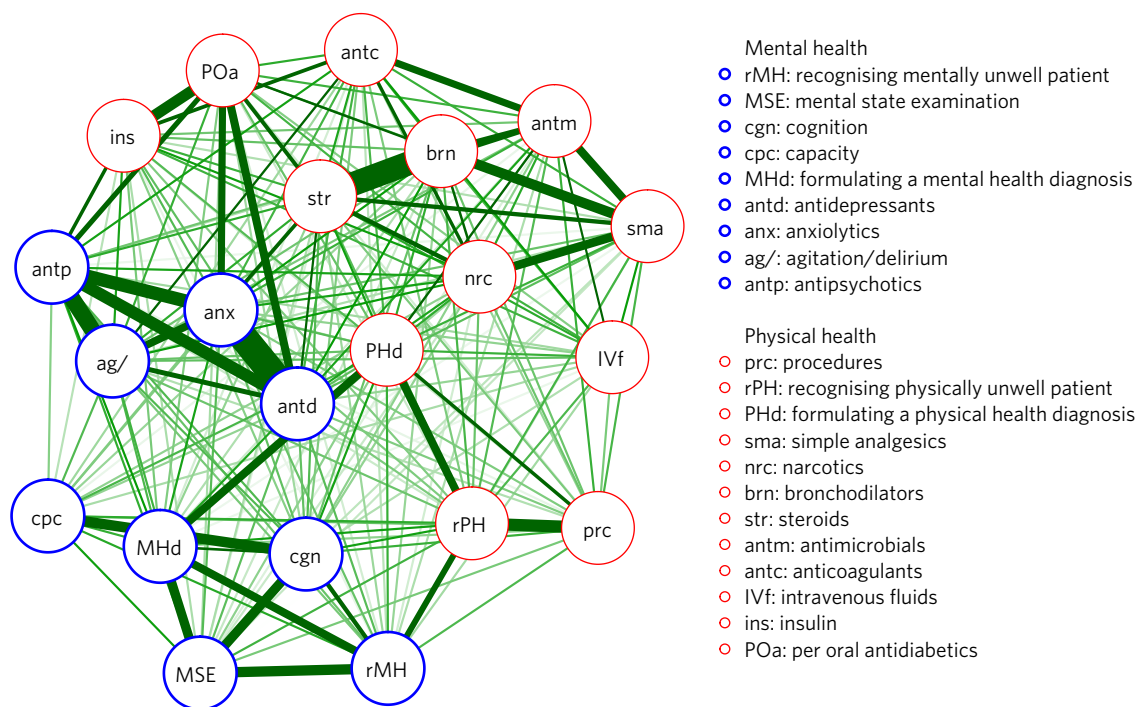 antc
POa
antm
ins
brn
str
sma
antp
nrc
anx
PHd
IVf
ag/
antd
cpc
rPH
prc
MHd
cgn
MSE
rMH
Mental health
rMH: recognising mentally unwell patient
MSE: mental state examination
cgn: cognition
cpc: capacity
MHd: formulating a mental health diagnosis
antd: antidepressants
anx: anxiolytics
ag/: agitation/delirium
antp: antipsychotics
Physical health
prc: procedures
rPH: recognising physically unwell patient
PHd: formulating a physical health diagnosis
sma: simple analgesics
nrc: narcotics
brn: bronchodilators
str: steroids
antm: antimicrobials
antc: anticoagulants
IVf: intravenous fluids
ins: insulin
POa: per oral antidiabetics